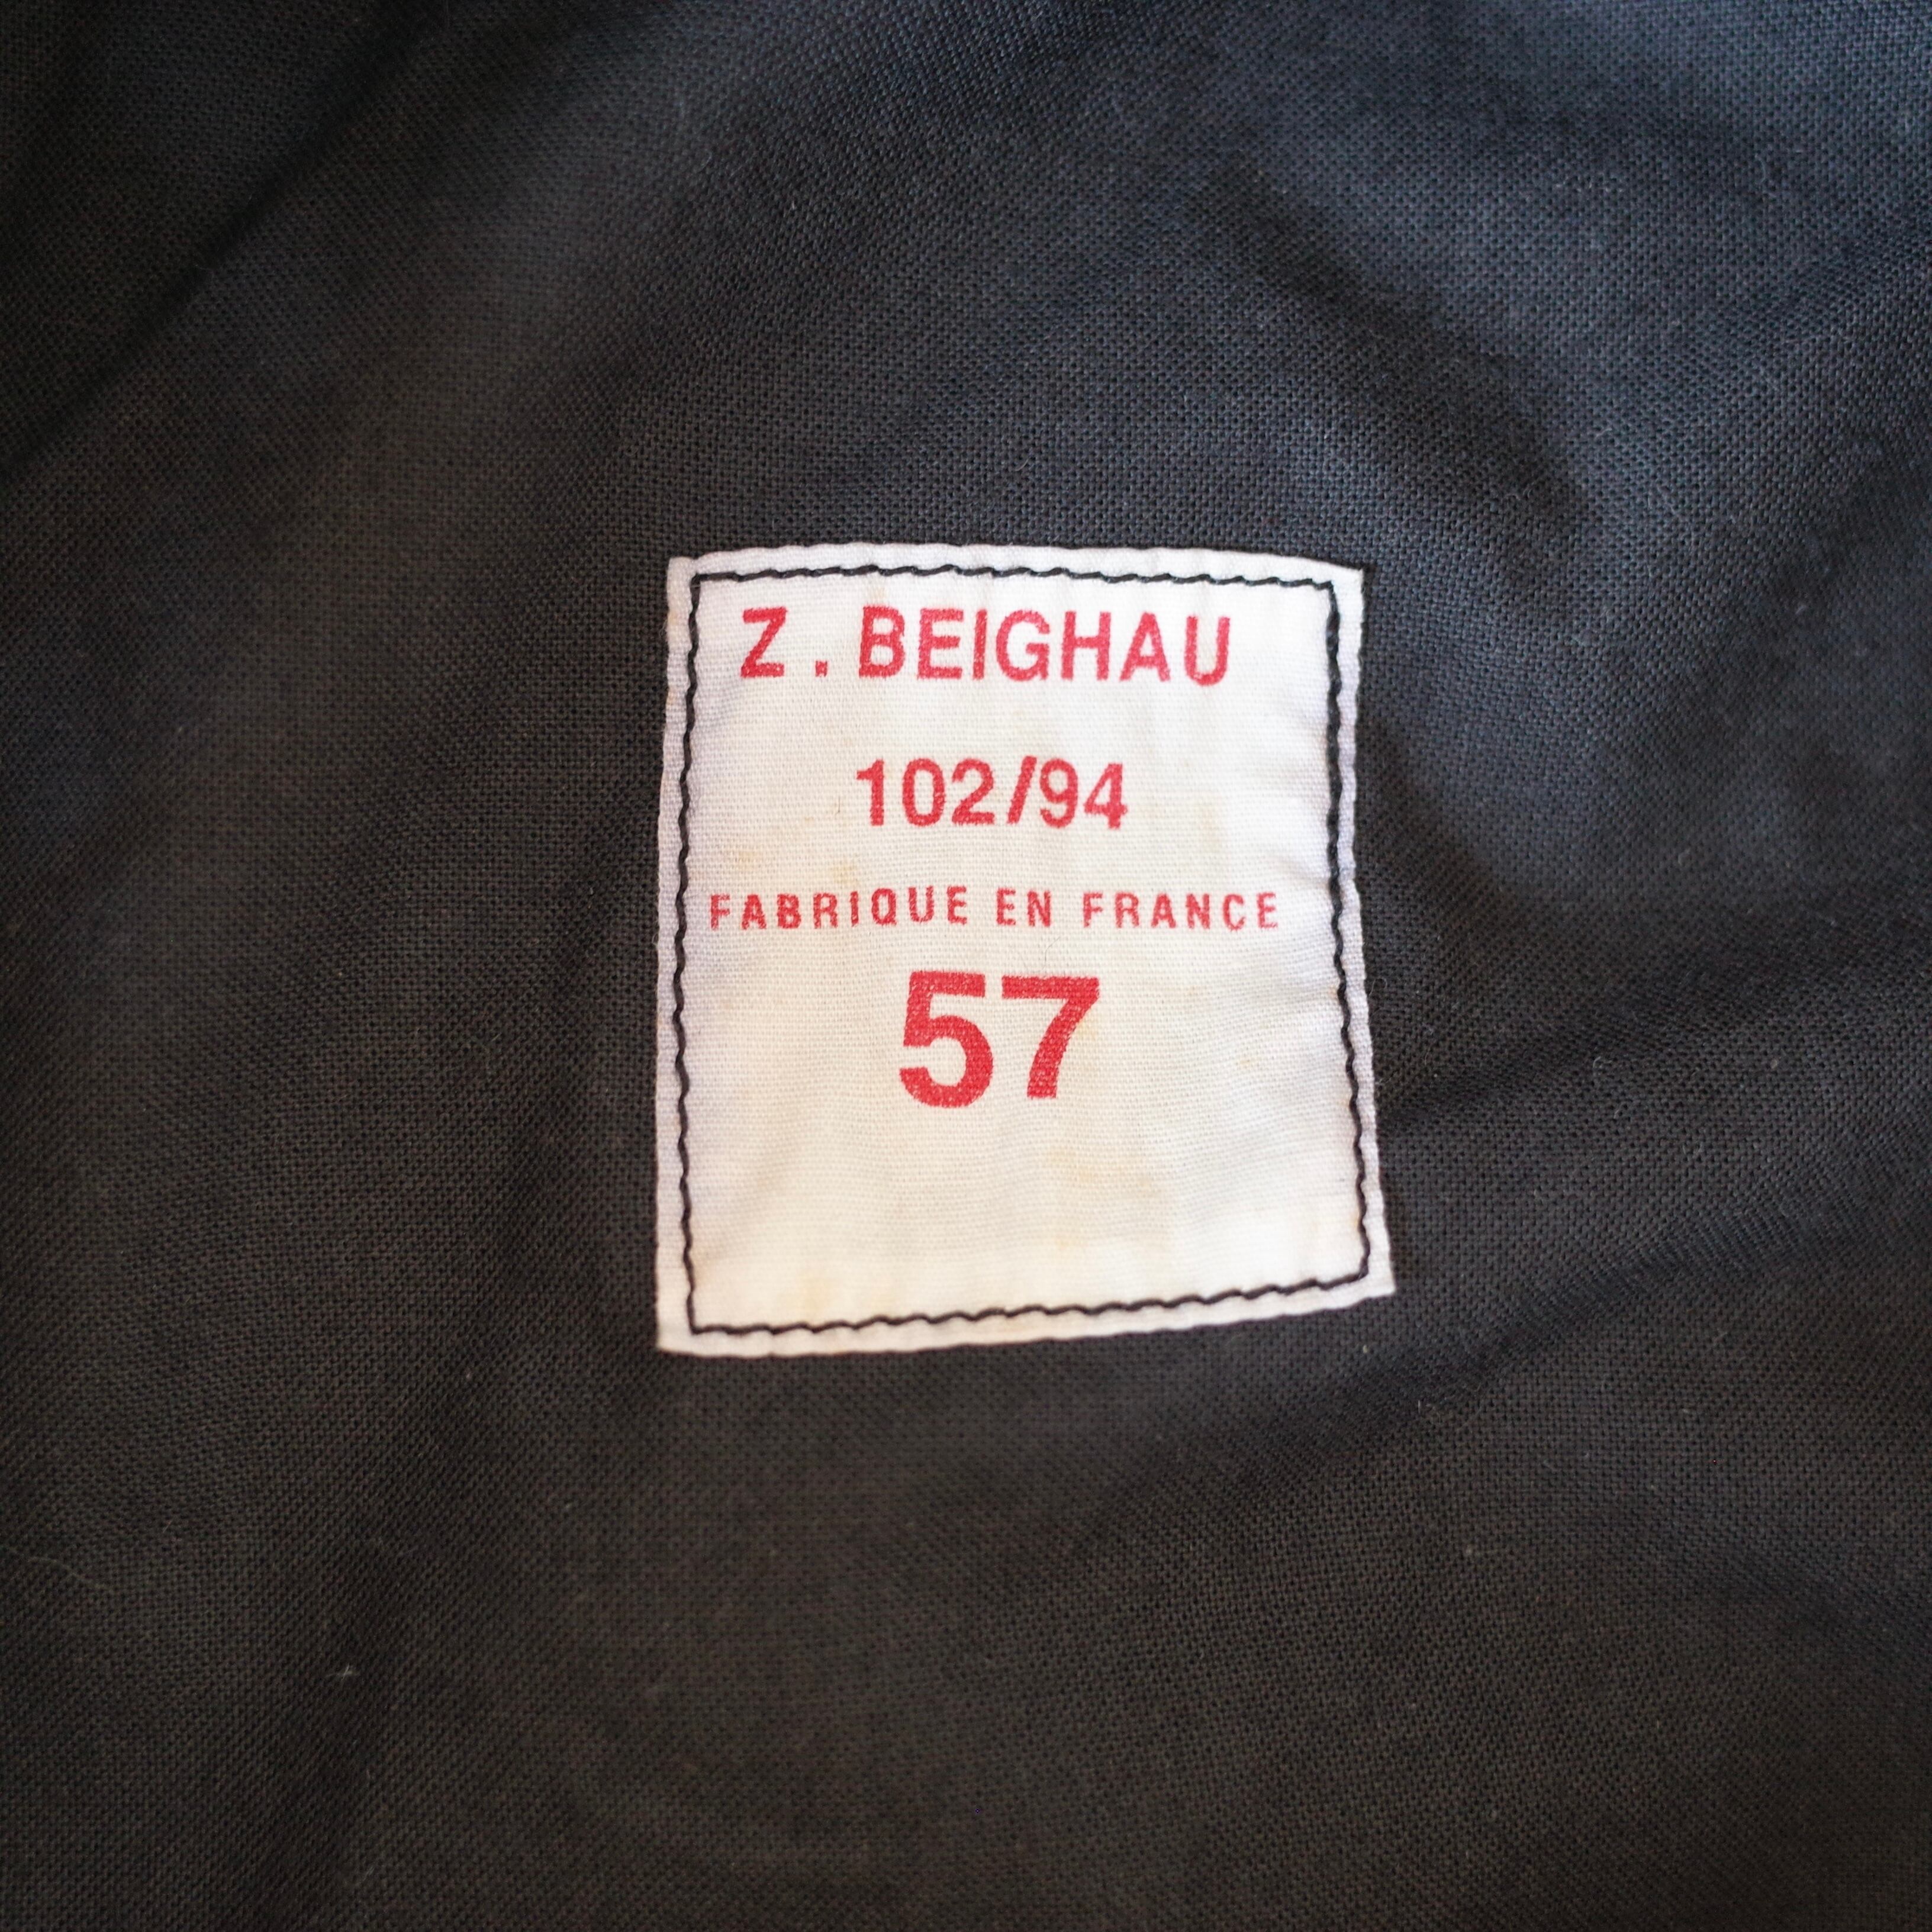 Z . BEIGHAU
102/94
FABRIQUE EN FRANCE
57